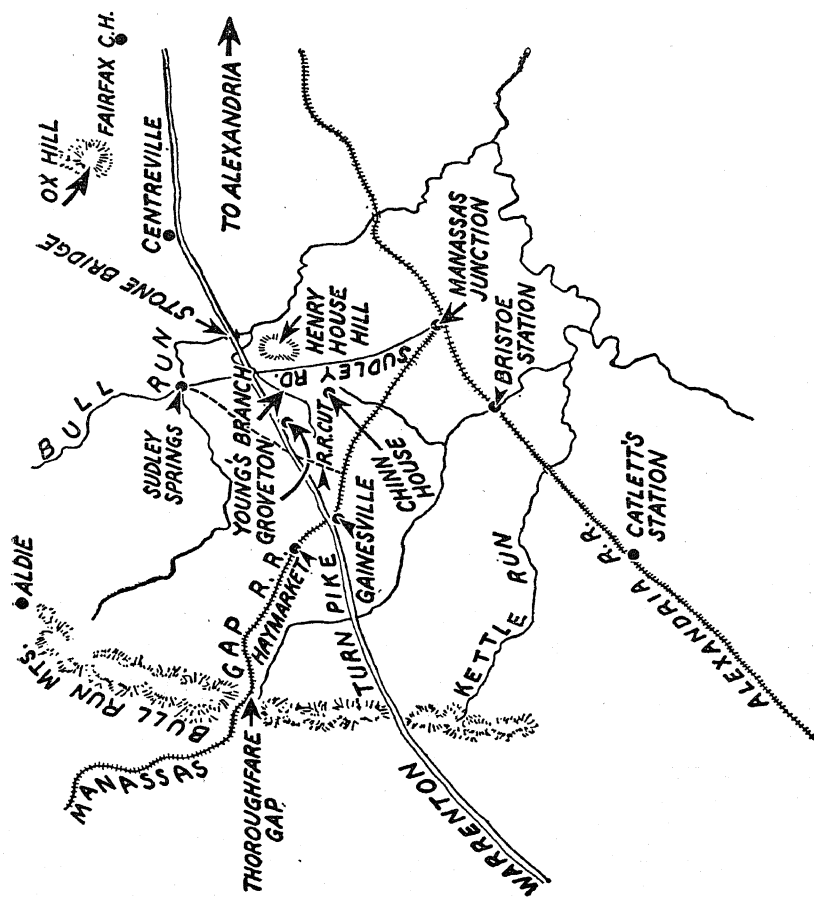 FAIRFAX C.H.
OX HILL
CENTREVILLE
TO ALEXANDRIA
STONE BRIDGE
BULL RUN
HENRY
HOUSE
HILL
MANASSAS
JUNCTION
SUDLEY RD.
SUDLEY
SPRINGS
YOUNG'S BRANCH
GROVETON
R.R. CUT
CHINN
HOUSE
BRISTOE
STATION
GAINESVILLE
HAYMARKET
CATLETT'S
STATION
ALDIE
BULL RUN MTS.
MANASSAS GAP R.R.
THOROUGHFARE
GAP
WARRENTON TURN PIKE
KETTLE RUN
ALEXANDRIA R.R.